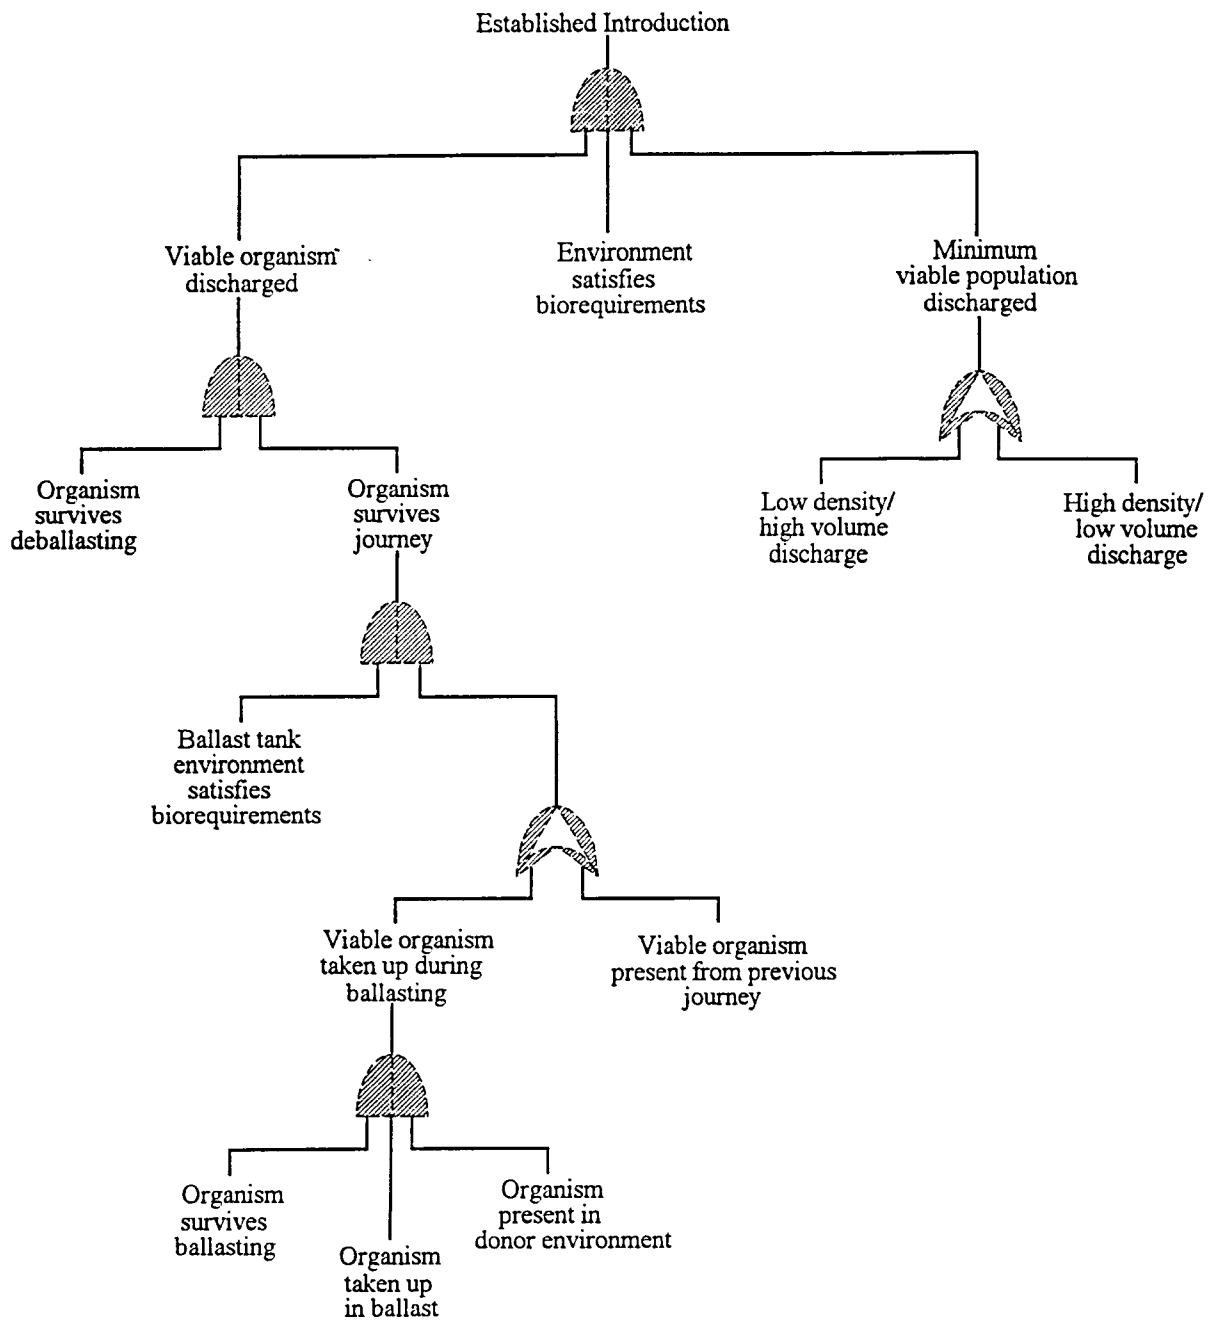 Established Introduction
Viable organism
discharged
Environment
satisfies
biorequirements
Minimum
viable population
discharged
Organism
survives
deballasting
Organism
survives
journey
Low density/
high volume
discharge
High density/
low volume
discharge
Ballast tank
environment
satisfies
biorequirements
Viable organism
taken up during
ballasting
Viable organism
present from previous
journey
Organism
survives
ballasting
Organism
taken up
in ballast
Organism
present in
donor environment